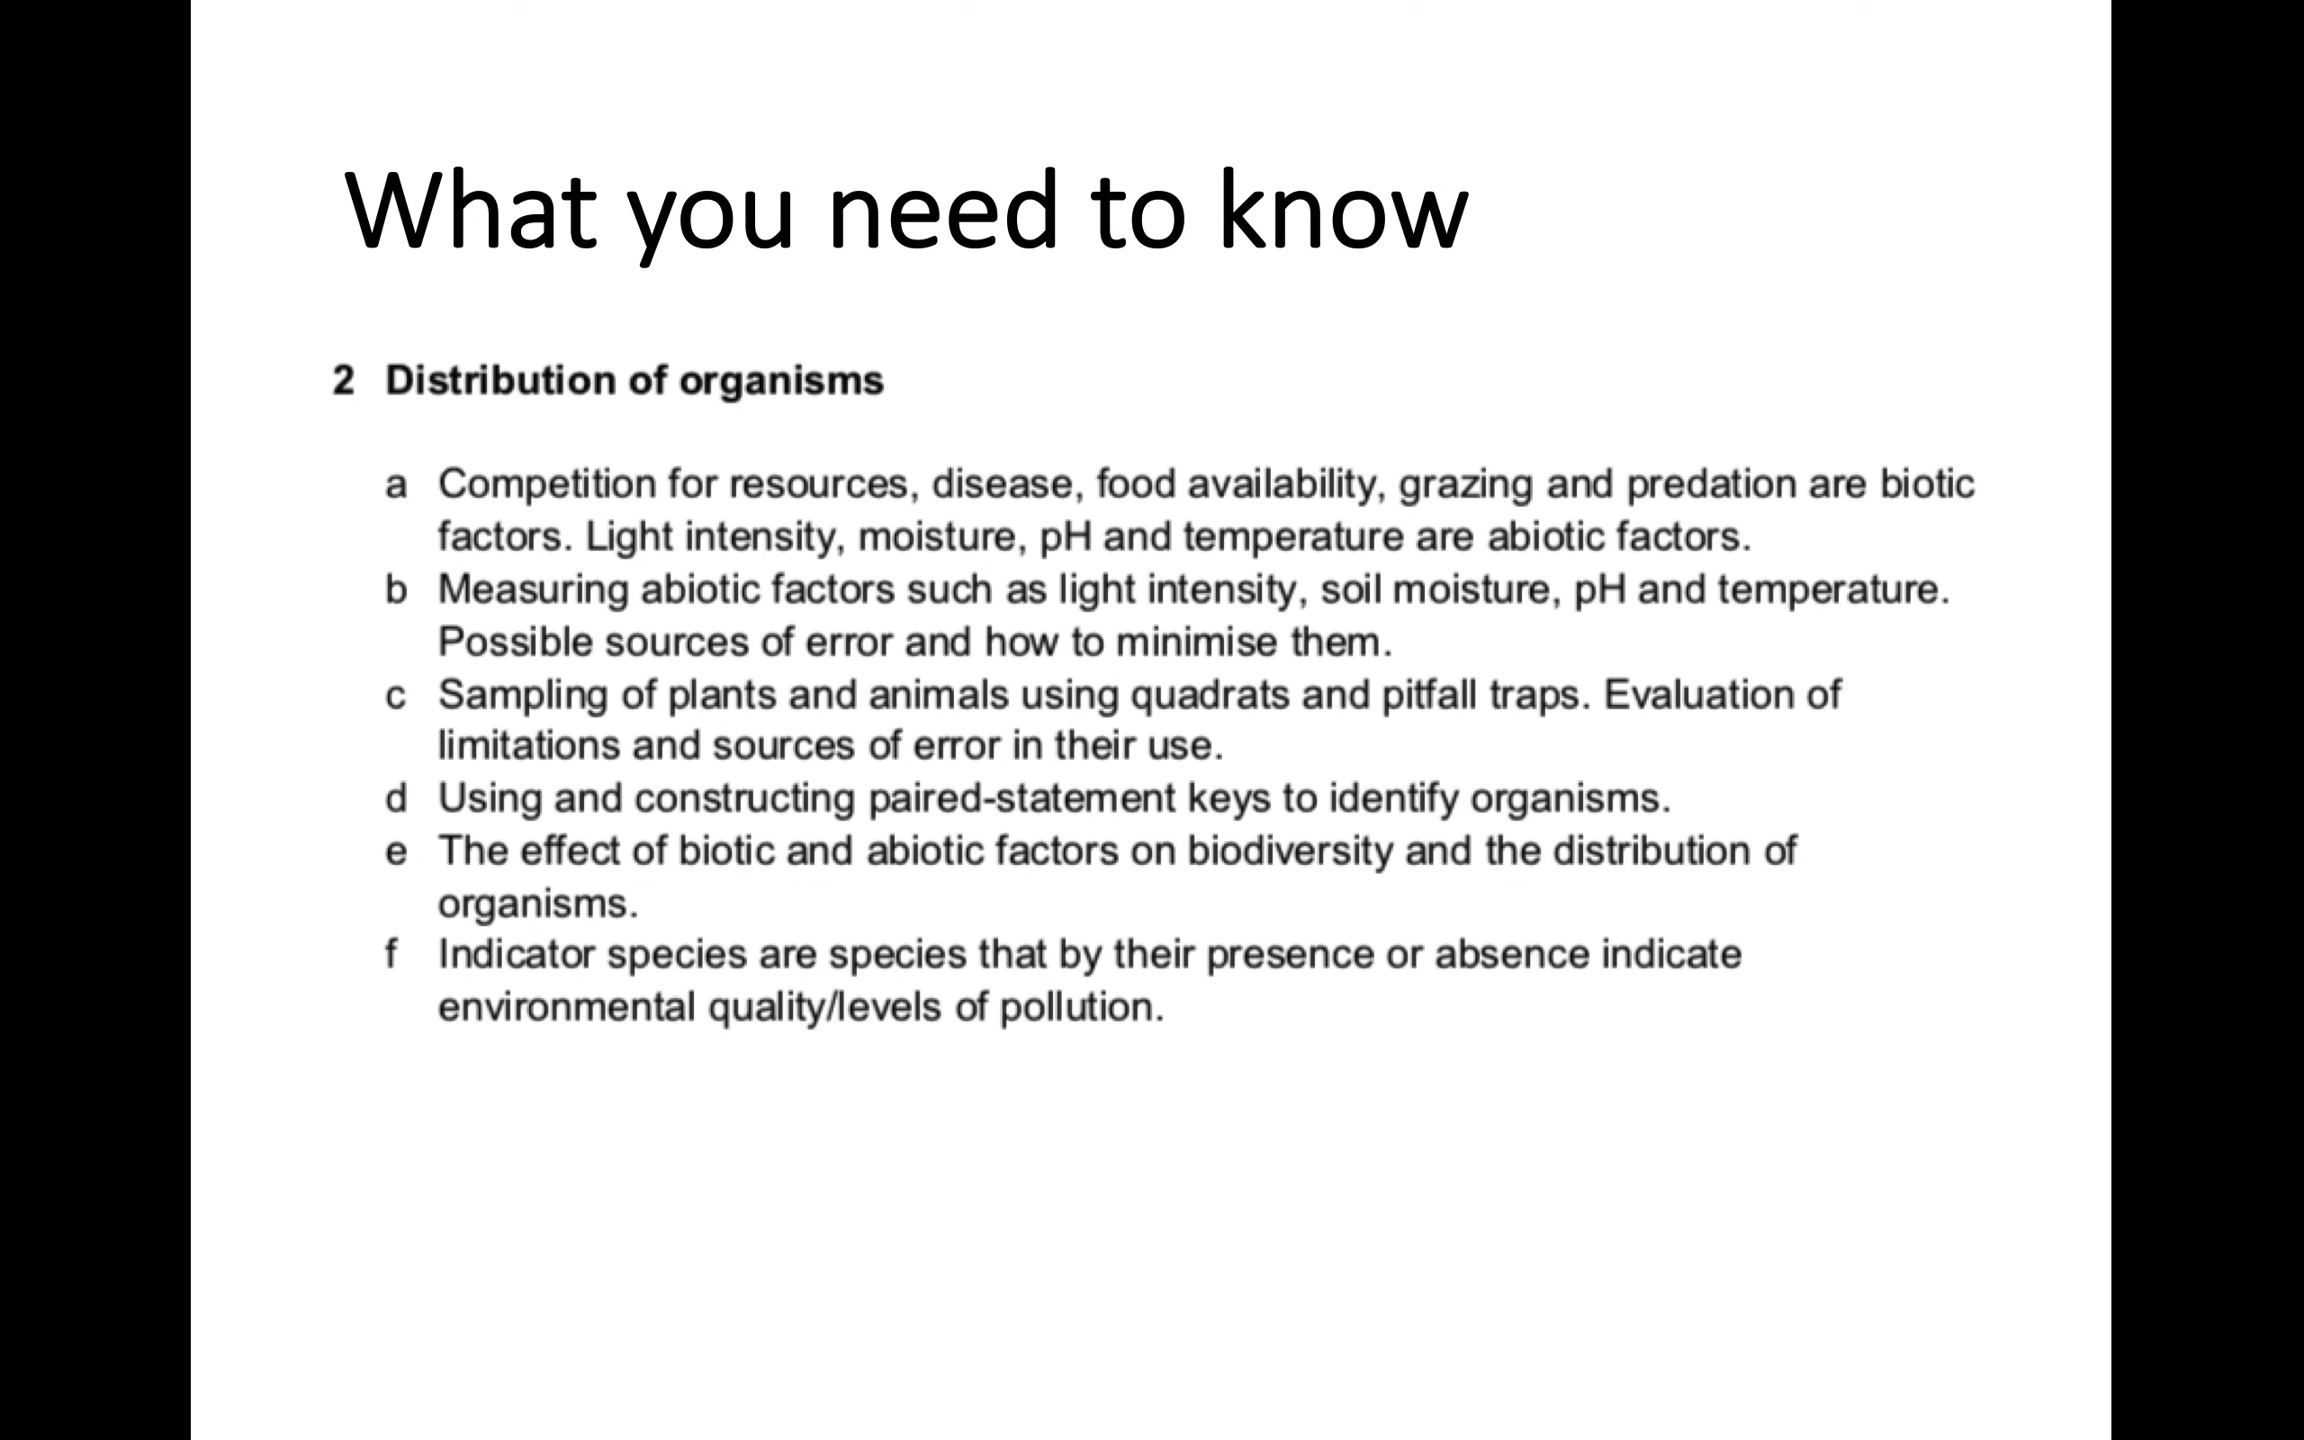 What you need to know
2 Distribution of organisms
a Competition for resources, disease, food availability, grazing and predation are biotic
factors. Light intensity, moisture, pH and temperature are abiotic factors.
b Measuring abiotic factors such as light intensity, soil moisture, pH and temperature.
Possible sources of error and how to minimise them.
c Sampling of plants and animals using quadrats and pitfall traps. Evaluation of
limitations and sources of error in their use.
d Using and constructing paired-statement keys to identify organisms.
e The effect of biotic and abiotic factors on biodiversity and the distribution of
organisms.
f Indicator species are species that by their presence or absence indicate
environmental quality/levels of pollution.